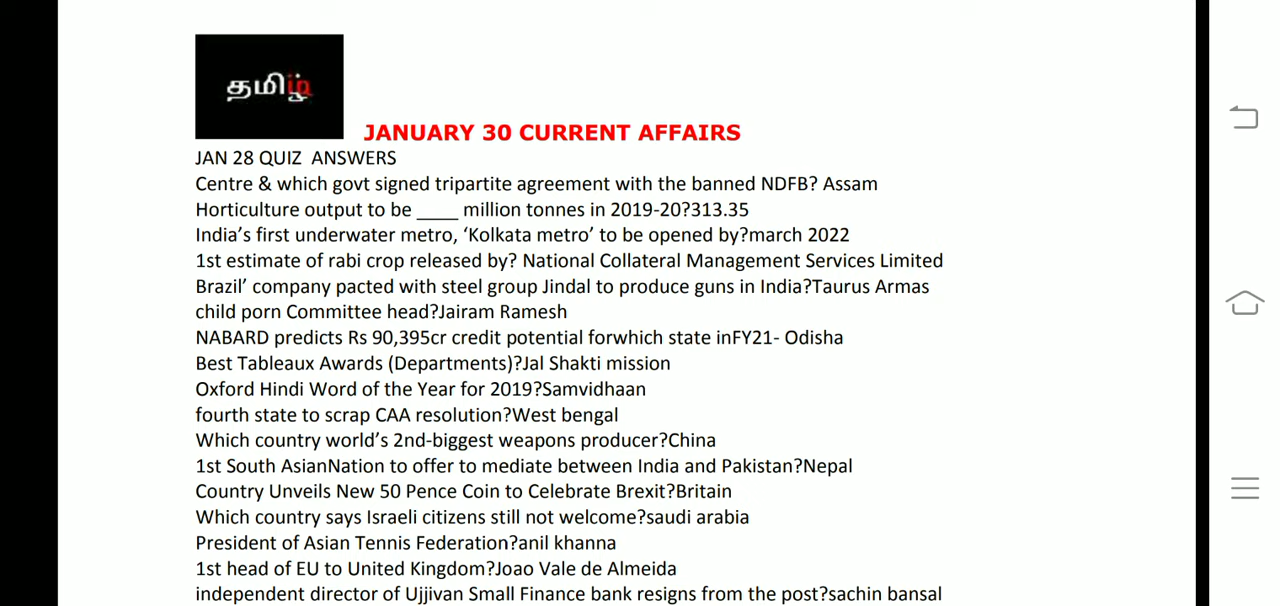 தமிழ்
JANUARY 30 CURRENT AFFAIRS
JAN 28 QUIZ  ANSWERS
Centre & which govt signed tripartite agreement with the banned NDFB? Assam
Horticulture output to be ____ million tonnes in 2019-20?313.35
India’s first underwater metro, ‘Kolkata metro’ to be opened by?march 2022
1st estimate of rabi crop released by? National Collateral Management Services Limited
Brazil’ company pacted with steel group Jindal to produce guns in India?Taurus Armas
child porn Committee head?Jairam Ramesh
NABARD predicts Rs 90,395cr credit potential forwhich state inFY21- Odisha
Best Tableaux Awards (Departments)?Jal Shakti mission
Oxford Hindi Word of the Year for 2019?Samvidhaan
fourth state to scrap CAA resolution?West bengal
Which country world’s 2nd-biggest weapons producer?China
1st South AsianNation to offer to mediate between India and Pakistan?Nepal
Country Unveils New 50 Pence Coin to Celebrate Brexit?Britain
Which country says Israeli citizens still not welcome?saudi arabia
President of Asian Tennis Federation?anil khanna
1st head of EU to United Kingdom?Joao Vale de Almeida
independent director of Ujjivan Small Finance bank resigns from the post?sachin bansal